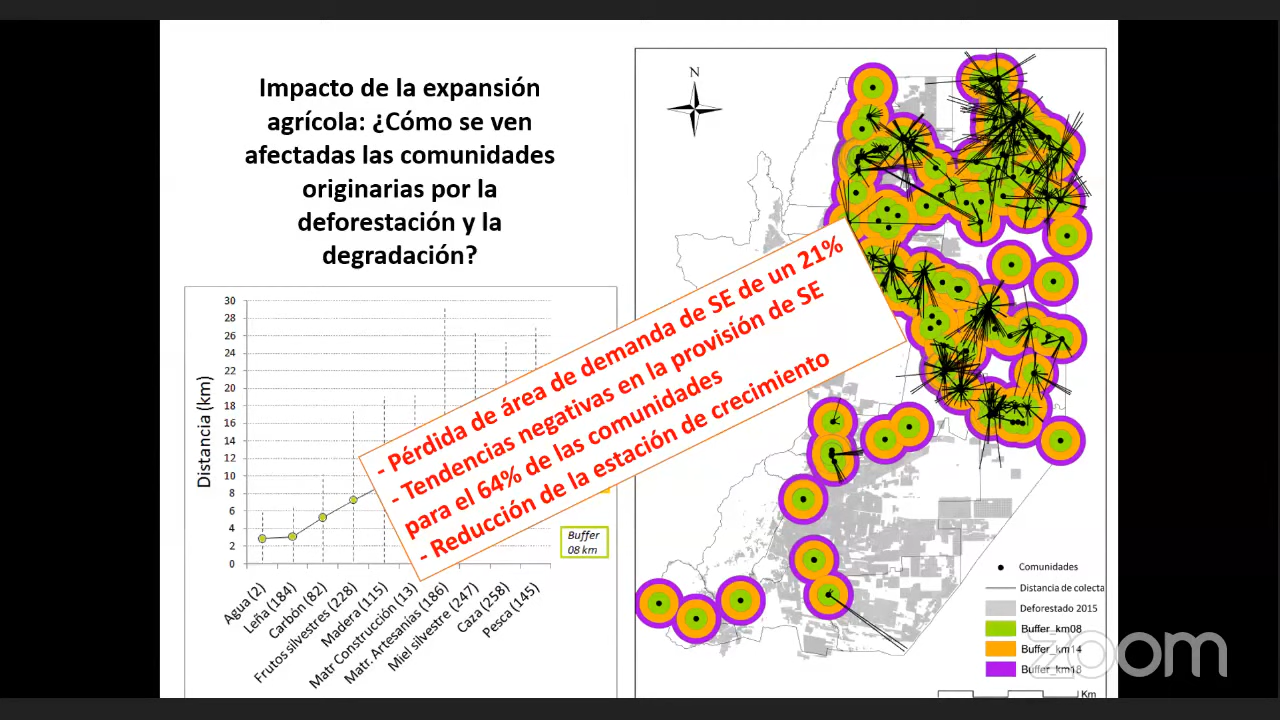 Impacto de la expansión
agrícola: ¿Cómo se ven
afectadas las comunidades
originarias por la
deforestación y la
degradación?
N
- Pérdida de área de demanda de SE de un 21%
- Tendencias negativas en la provisión de SE
para el 64% de las comunidades
- Reducción de la estación de crecimiento
Distancia (km)
30
28
26
24
22
20
18
16
14
12
10
8
6
4
2
0
Buffer
08 km
Agua (2)
Leña (184)
Carbón (82)
Frutos silvestres (228)
Madera (115)
Matr Construcción (13)
Matr. Artesanias (186)
Miel silvestre (247)
Caza (258)
Pesca (145)
Comunidades
Distancia de colecta
Deforestado 2015
Buffer_km08
Buffer_km14
Buffer_km18
Km
zoom